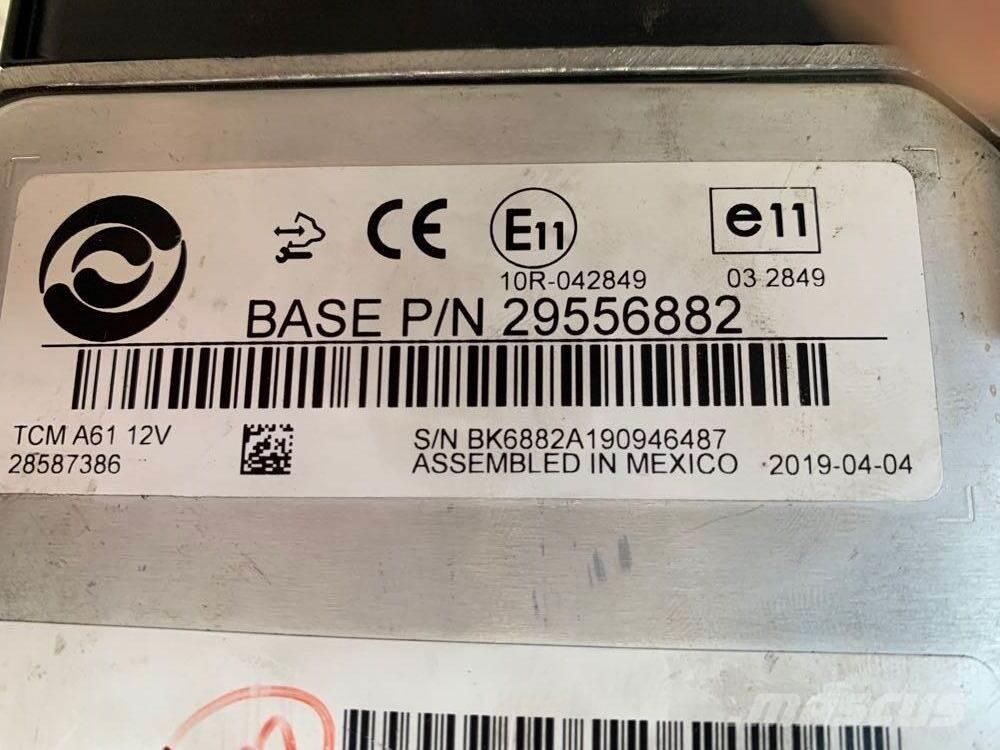 CE
E11
e11
10R-042849
03 2849
BASE P/N 29556882
TCM A61 12V
28587386
S/N BK6882A190946487
ASSEMBLED IN MEXICO 2019-04-04
mascus